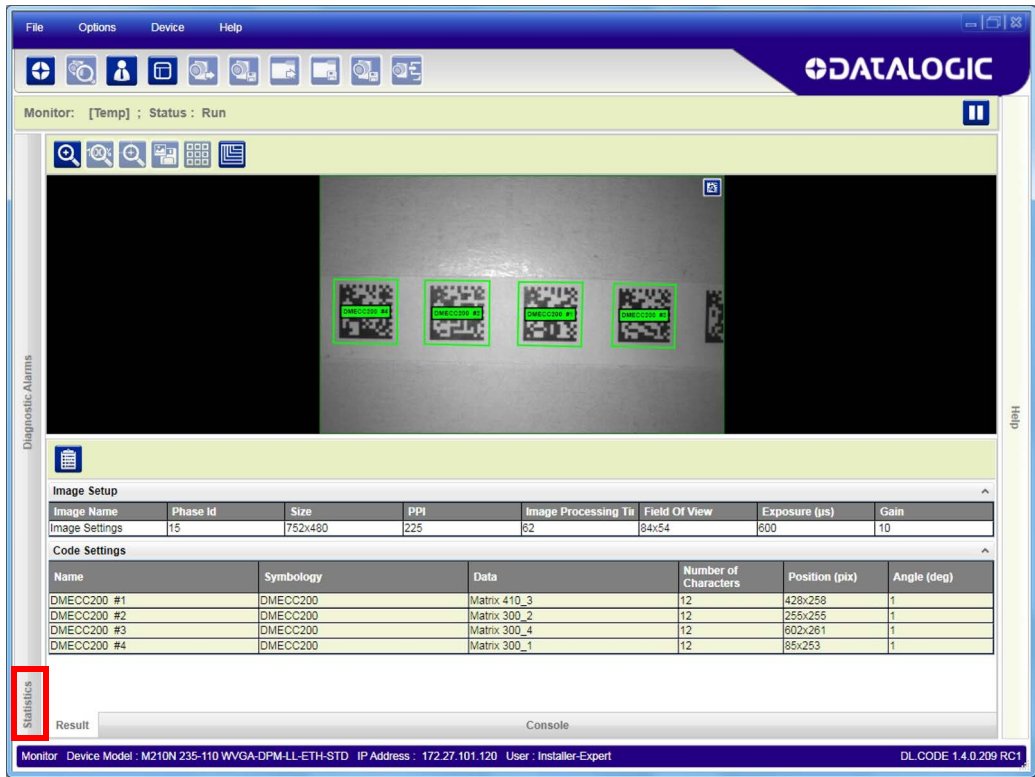 File Options Device Help
DATALOGIC
Monitor: [Temp] ; Status : Run
100%
DMECC200 #4 DMECC200 #2 DMECC200 #1 DMECC200 #3
Diagnostic Alarms
Help
Image Setup
Image Name Phase Id Size PPI Image Processing Tir Field Of View Exposure (µs) Gain
Image Settings 15 752x480 225 62 84x54 600 10
Code Settings
Name Symbology Data Number of Characters Position (pix) Angle (deg)
DMECC200 #1 DMECC200 Matrix 410_3 12 428x258 1
DMECC200 #2 DMECC200 Matrix 300_2 12 255x255 1
DMECC200 #3 DMECC200 Matrix 300_4 12 602x261 1
DMECC200 #4 DMECC200 Matrix 300_1 12 85x253 1
Statistics
Result Console
Monitor Device Model : M210N 235-110 WVGA-DPM-LL-ETH-STD IP Address : 172.27.101.120 User : Installer-Expert DL.CODE 1.4.0.209 RC1